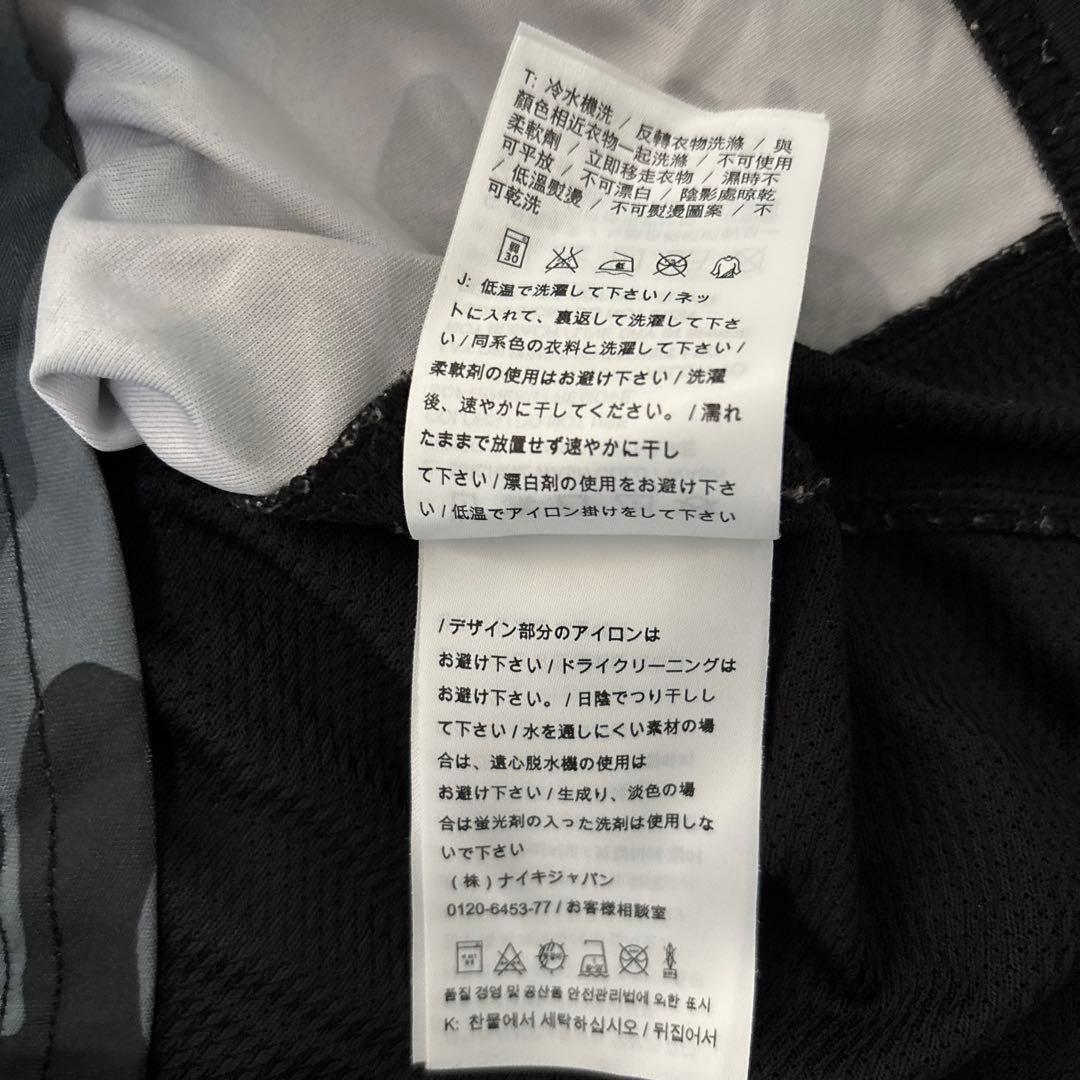 T: 冷水機洗 / 反轉衣物洗滌 / 與
顏色相近衣物一起洗滌 / 不可使用
柔軟劑 / 立即移走衣物 / 濕時不
可平放 / 不可漂白 / 陰影處晾乾
/ 低溫熨燙 / 不可熨燙圖案 / 不
可乾洗
弱
30
低
J: 低温で洗濯して下さい / ネッ
トに入れて、裏返して洗濯して下さ
い / 同系色の衣料と洗濯して下さい /
柔軟剤の使用はお避け下さい / 洗濯
後、速やかに干してください。 / 濡れ
たままで放置せず速やかに干し
て下さい / 漂白剤の使用をお避け下さ
い / 低温でアイロン掛けをして下さい
/ デザイン部分のアイロンは
お避け下さい / ドライクリーニングは
お避け下さい。 / 日陰でつり干しし
て下さい / 水を通しにくい素材の場
合は、遠心脱水機の使用は
お避け下さい / 生成り、淡色の場
合は蛍光剤の入った洗剤は使用しな
いで下さい
(株) ナイキジャパン
0120-6453-77 / お客様相談室
품질 경영 및 공산품 안전관리법에 의한 표시
K: 찬물에서 세탁하십시오 / 뒤집어서